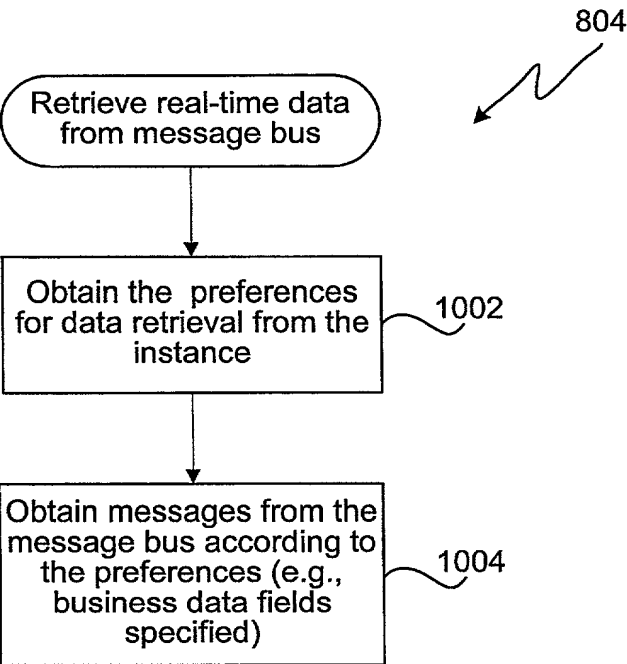 804
Retrieve real-time data
from message bus
Obtain the preferences
for data retrieval from the
instance
1002
Obtain messages from the
message bus according to
the preferences (e.g.,
business data fields
specified)
1004